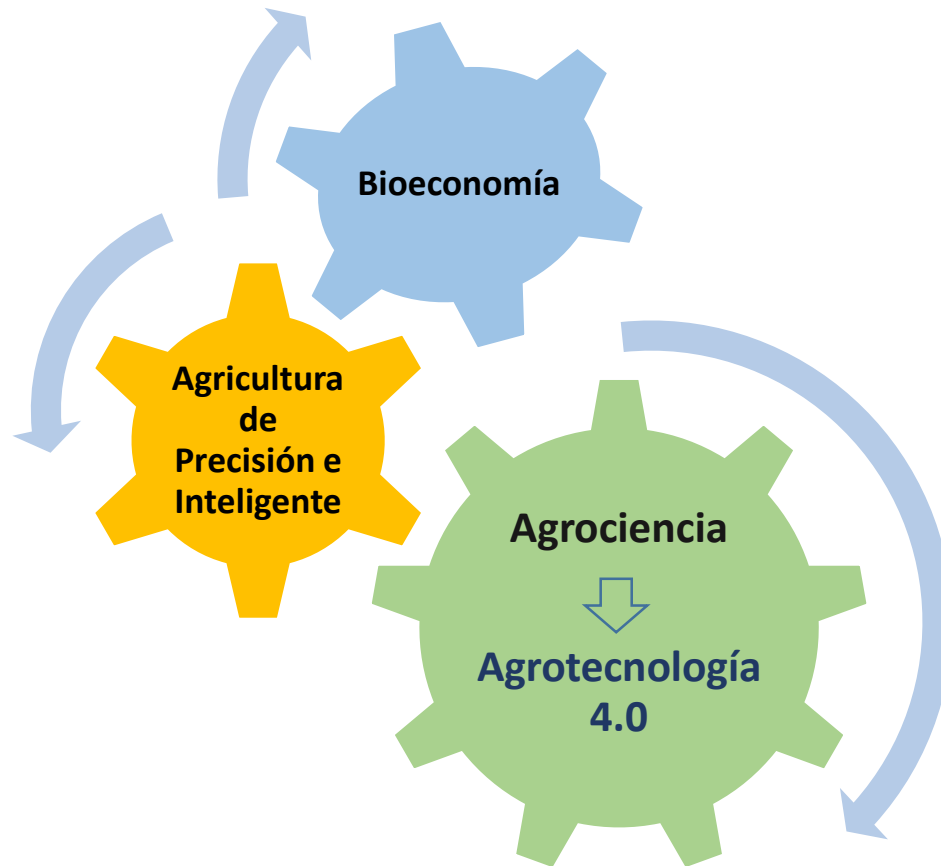 Bioeconomía
Agricultura
de
Precisión e
Inteligente
Agrociencia
Agrotecnología
4.0